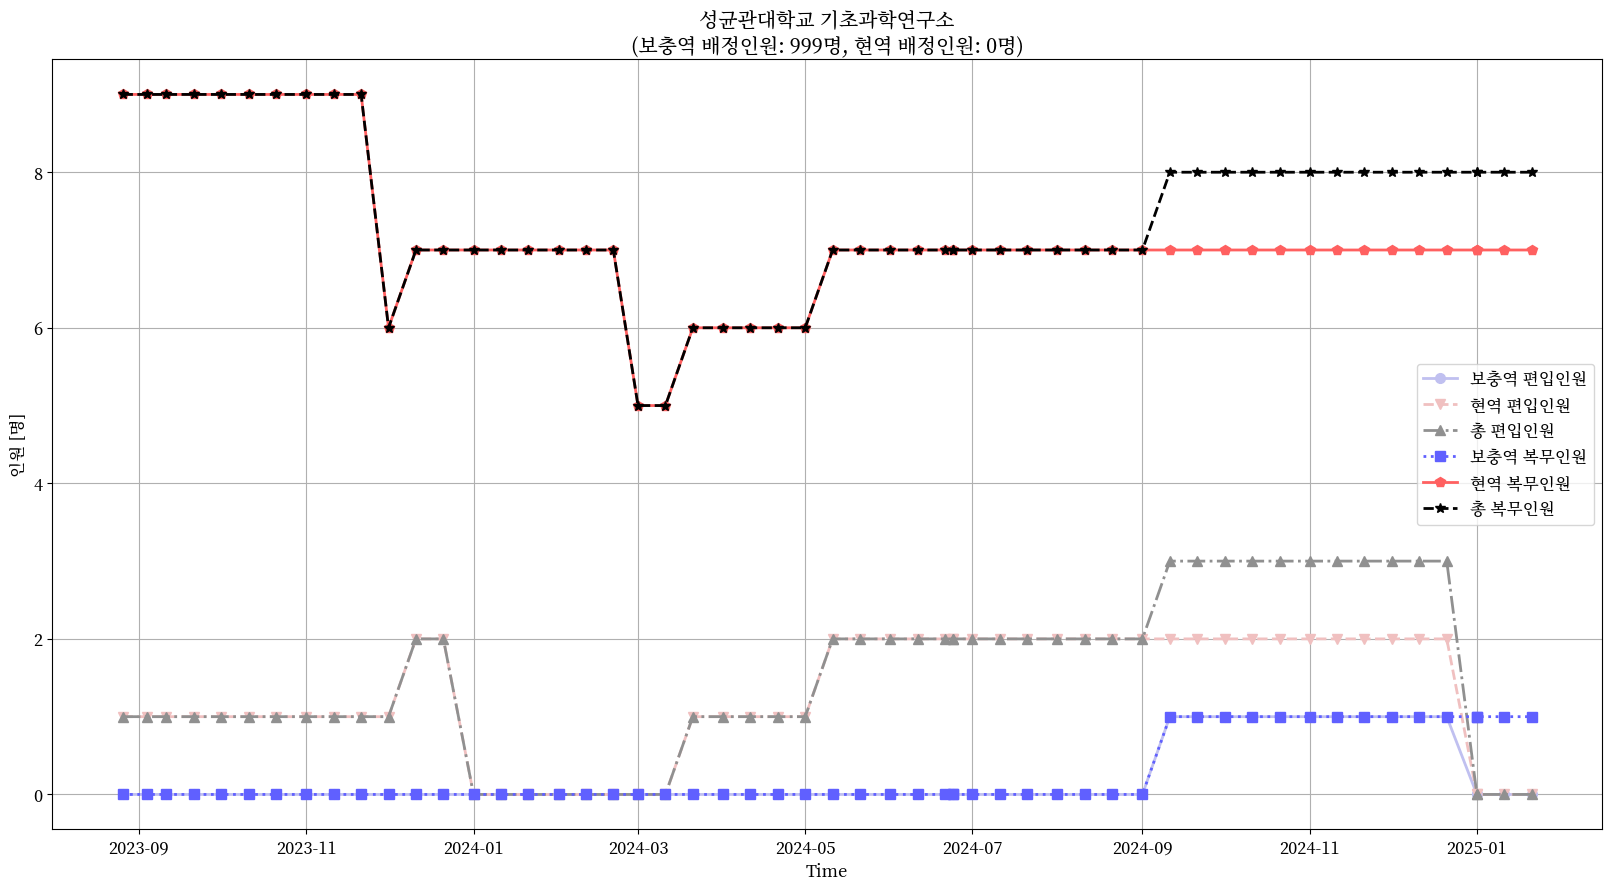 성균관대학교 기초과학연구소
(보충역 배정인원: 999명, 현역 배정인원: 0명)
인원 [명]
8
6
4
2
0
보충역 편입인원
현역 편입인원
총 편입인원
보충역 복무인원
현역 복무인원
총 복무인원
2023-09 2023-11 2024-01 2024-03 2024-05 2024-07 2024-09 2024-11 2025-01
Time